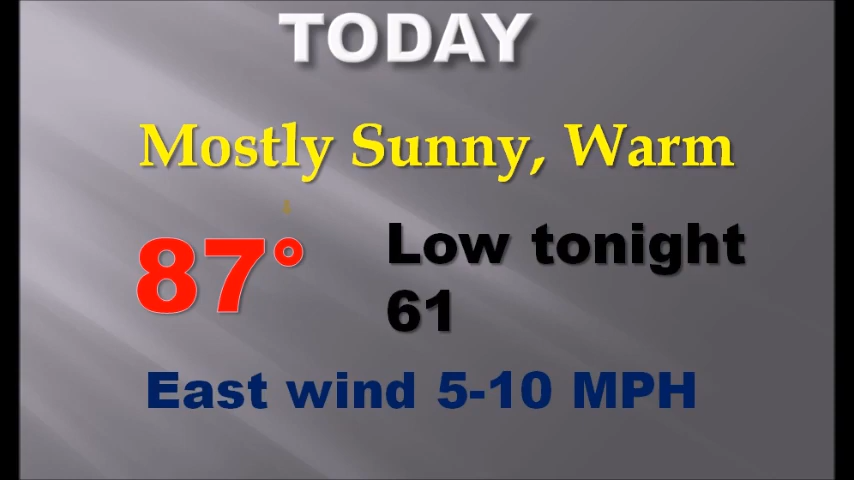 TODAY
Mostly Sunny, Warm
87°
Low tonight
61
East wind 5-10 MPH